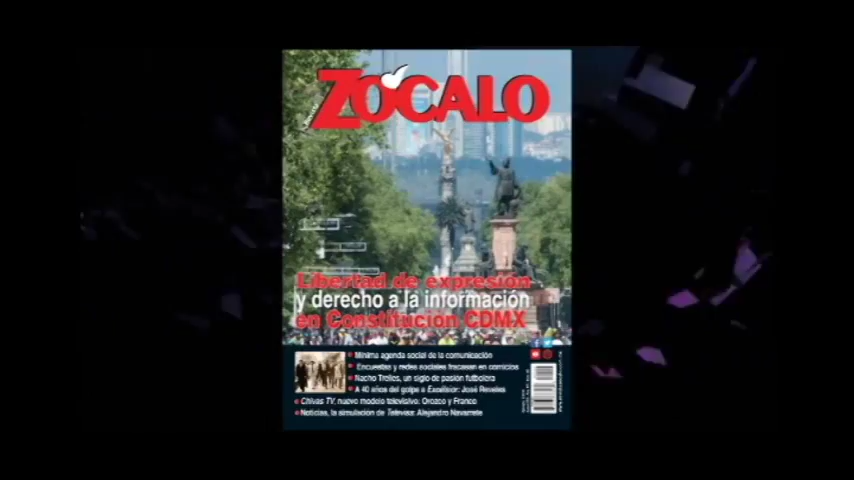 ZÓCALO
Libertad de expresión
y derecho a la información
en Constitución CDMX
Mínima agenda social de la comunicación
Encuestas y redes sociales fracasan en comicios
Nacho Trelles, un siglo de pasión futbolera
A 40 años del golpe a Excélsior: José Reveles
Chivas TV, nuevo modelo televisivo: Orozco y Franco
Noticias, la simulación de Televisa: Alejandro Navarrete